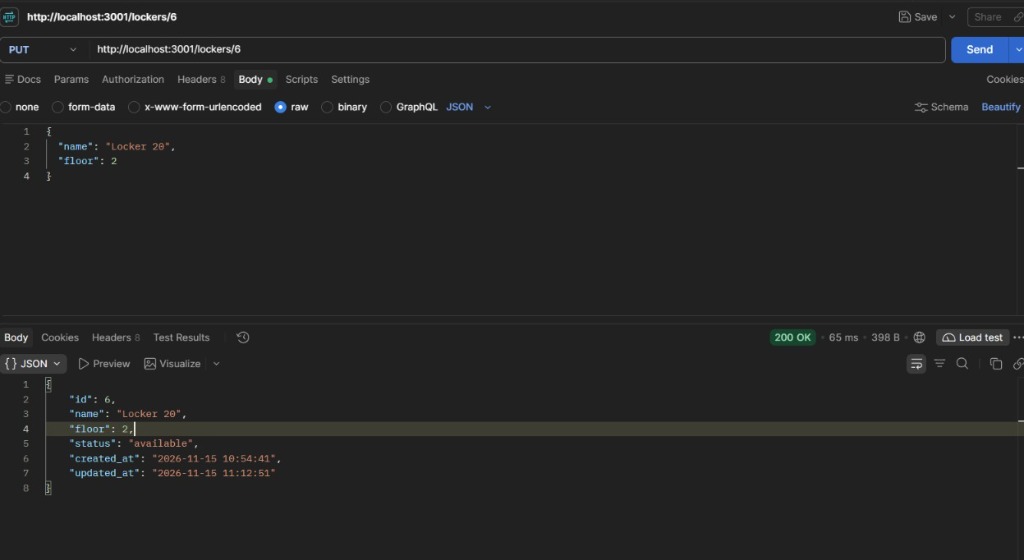 HTTP http://localhost:3001/lockers/6 Save Share
PUT http://localhost:3001/lockers/6 Send
Docs Params Authorization Headers 8 Body Scripts Settings Cookies
none form-data x-www-form-urlencoded raw binary GraphQL JSON Schema Beautify
1 {
2 "name": "Locker 20",
3 "floor": 2
4 }
Body Cookies Headers 8 Test Results 200 OK • 65 ms • 398 B Load test
{} JSON Preview Visualize
1 {
2 "id": 6,
3 "name": "Locker 20",
4 "floor": 2,
5 "status": "available",
6 "created_at": "2026-11-15 10:54:41",
7 "updated_at": "2026-11-15 11:12:51"
8 }